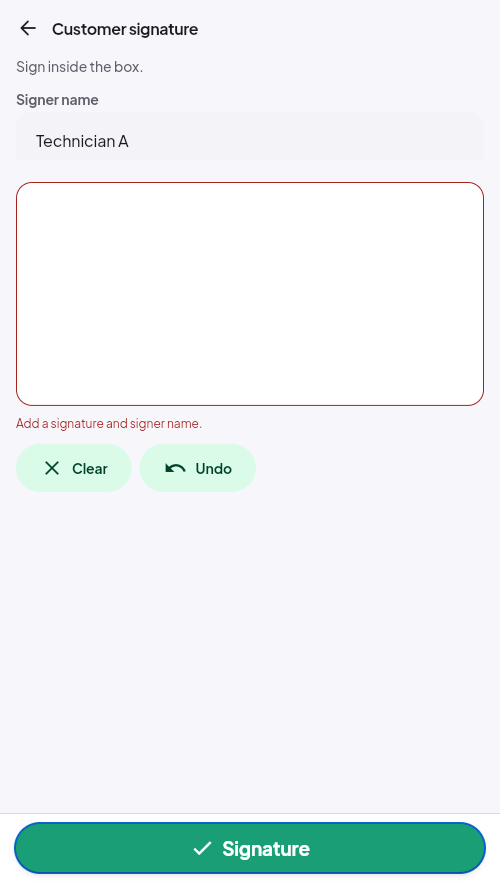 Customer signature
Sign inside the box.
Signer name
Technician A
Add a signature and signer name.
Clear
Undo
Signature